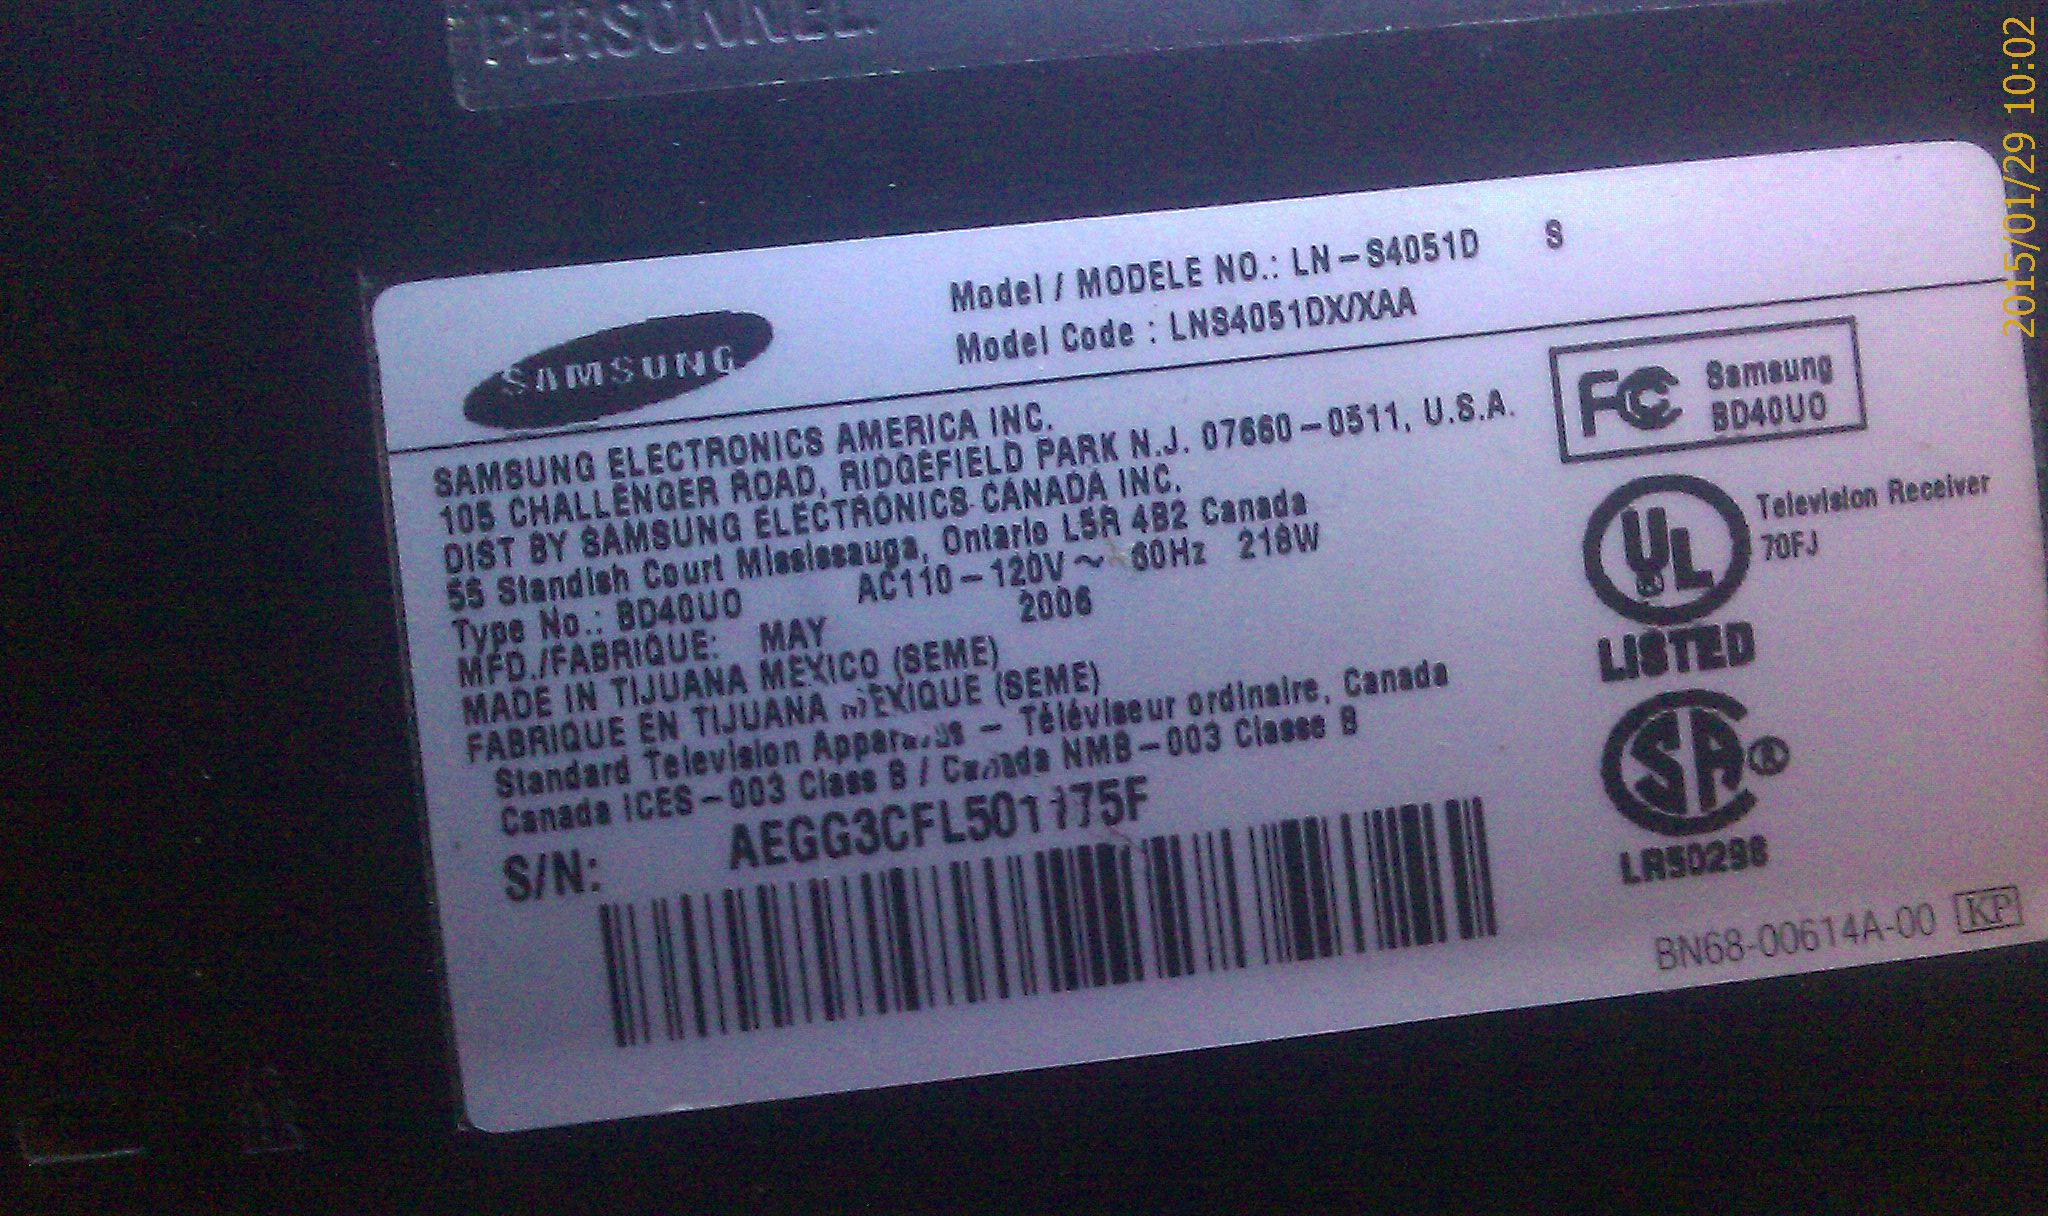 PERSONNEL.
2015/01/29 10:02
SAMSUNG
Model / MODELE NO.: LN-S4051D S
Model Code : LNS4051DX/XAA
SAMSUNG ELECTRONICS AMERICA INC.
105 CHALLENGER ROAD, RIDGEFIELD PARK N.J. 07660-0511, U.S.A.
DIST BY SAMSUNG ELECTRONICS CANADA INC.
55 Standish Court Mississauga, Ontario L5R 4B2 Canada
Type No.: BD40UO AC110-120V~ 60Hz 218W
MFD./FABRIQUE: MAY 2006
MADE IN TIJUANA MEXICO (SEME)
FABRIQUE EN TIJUANA MEXIQUE (SEME)
Standard Television Apparatus - Téléviseur ordinaire, Canada
Canada ICES-003 Class B / Canada NMB-003 Classe B
S/N: AEGG3CFL501175F
FC Samsung
BD40UO
UL ®
Television Receiver
70FJ
LISTED
SA ®
LR50296
BN68-00614A-00 KP